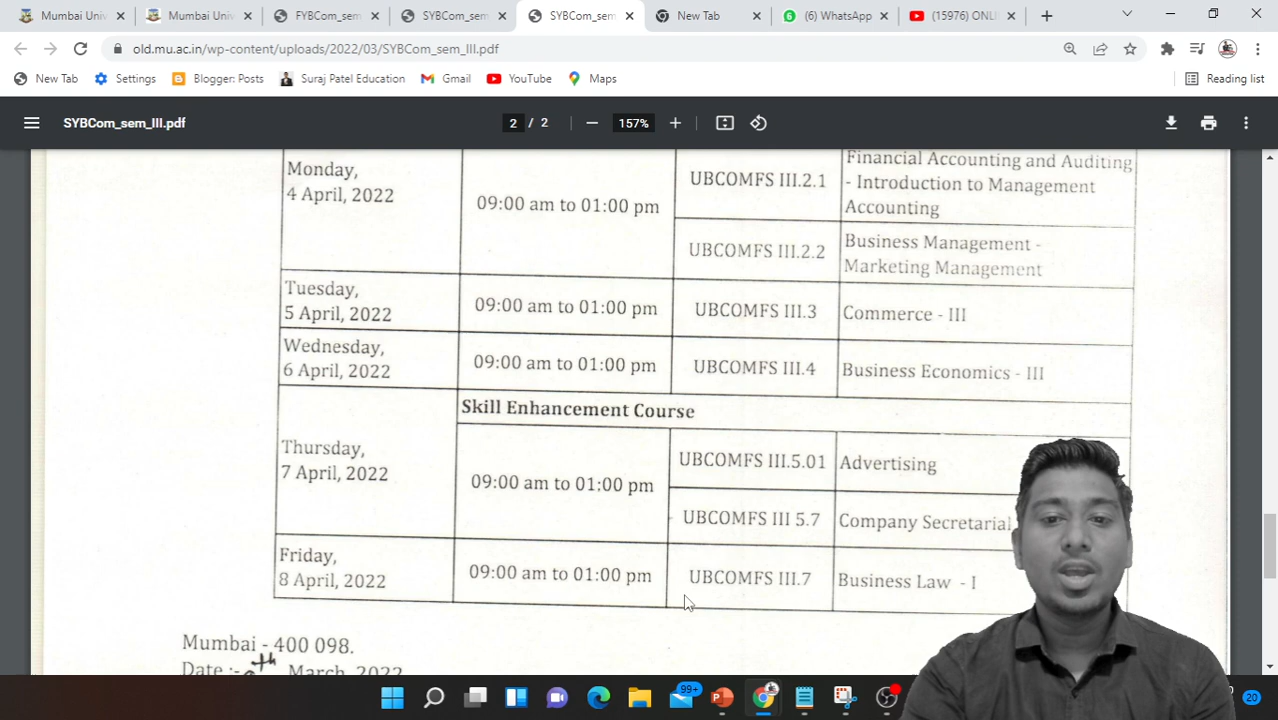 Mumbai Univ
Mumbai Univ
FYBCom_sem
SYBCom_sem
SYBCom_sem
New Tab
(6) WhatsApp
(15976) ONLI
old.mu.ac.in/wp-content/uploads/2022/03/SYBCom_sem_III.pdf
New Tab
Settings
Blogger: Posts
Suraj Patel Education
Gmail
YouTube
Maps
Reading list
SYBCom_sem_III.pdf
2 / 2
157%
Monday,
4 April, 2022
09:00 am to 01:00 pm
UBCOMFS III.2.1
Financial Accounting and Auditing
- Introduction to Management
Accounting
UBCOMFS III.2.2
Business Management -
Marketing Management
Tuesday,
5 April, 2022
09:00 am to 01:00 pm
UBCOMFS III.3
Commerce - III
Wednesday,
6 April, 2022
09:00 am to 01:00 pm
UBCOMFS III.4
Business Economics - III
Skill Enhancement Course
Thursday,
7 April, 2022
09:00 am to 01:00 pm
UBCOMFS III.5.01
Advertising
UBCOMFS III 5.7
Company Secretarial
Friday,
8 April, 2022
09:00 am to 01:00 pm
UBCOMFS III.7
Business Law - I
Mumbai - 400 098.
Date :- th March, 2022
99+
20